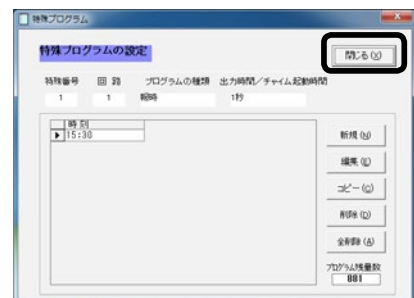 特殊プログラム
特殊プログラムの設定
閉じる(X)
特殊番号 回路 プログラムの種類 出力時間/チャイム起動時間
1 1 瞬時 1秒
時刻
15:30
新規(N)
編集(E)
コピー(C)
削除(D)
全削除(A)
プログラム残量数
881